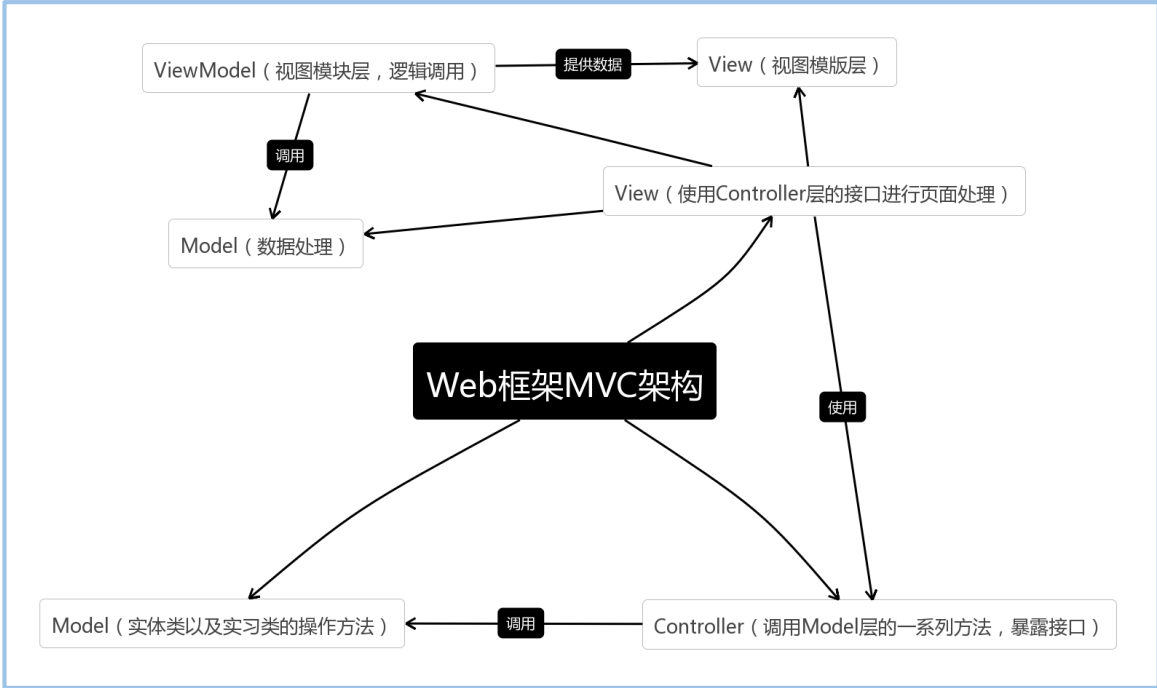 ViewModel（视图模块层，逻辑调用）
提供数据
View（视图模版层）
调用
View（使用Controller层的接口进行页面处理）
Model（数据处理）
Web框架MVC架构
使用
Model（实体类以及实习类的操作方法）
调用
Controller（调用Model层的一系列方法，暴露接口）